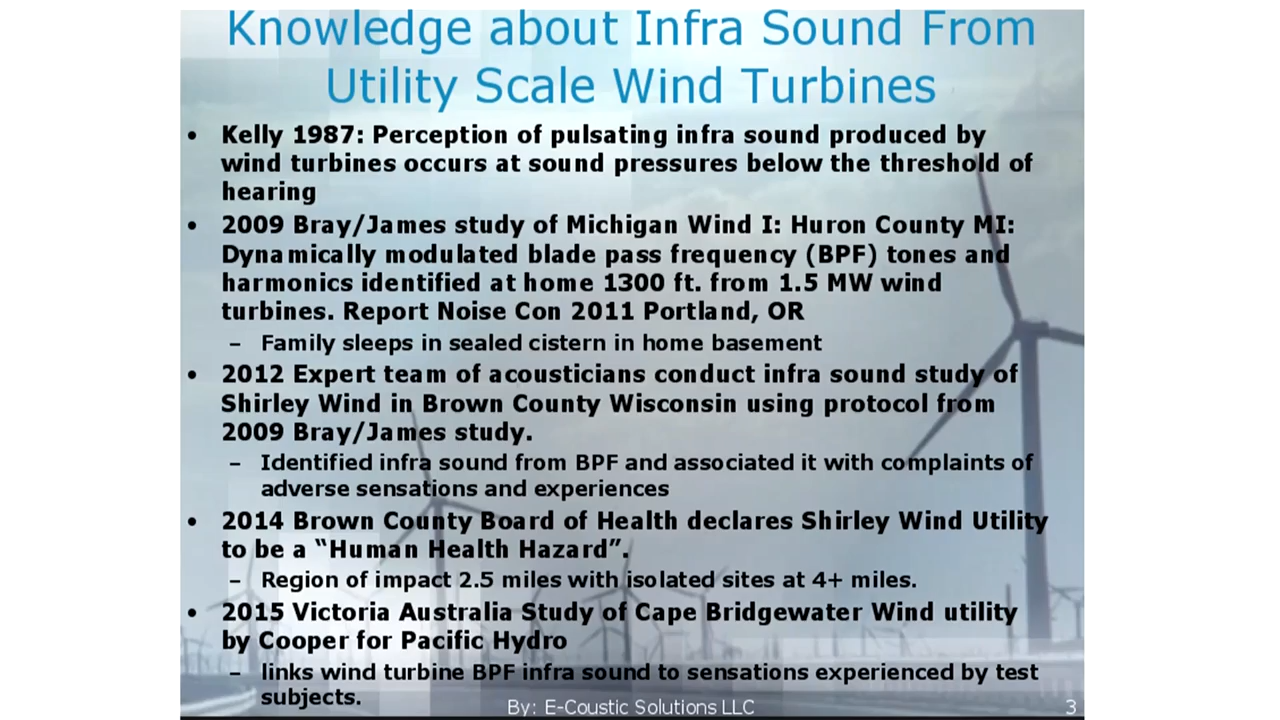 Knowledge about Infra Sound From
Utility Scale Wind Turbines
• Kelly 1987: Perception of pulsating infra sound produced by
wind turbines occurs at sound pressures below the threshold of
hearing
• 2009 Bray/James study of Michigan Wind I: Huron County MI:
Dynamically modulated blade pass frequency (BPF) tones and
harmonics identified at home 1300 ft. from 1.5 MW wind
turbines. Report Noise Con 2011 Portland, OR
– Family sleeps in sealed cistern in home basement
• 2012 Expert team of acousticians conduct infra sound study of
Shirley Wind in Brown County Wisconsin using protocol from
2009 Bray/James study.
– Identified infra sound from BPF and associated it with complaints of
adverse sensations and experiences
• 2014 Brown County Board of Health declares Shirley Wind Utility
to be a “Human Health Hazard”.
– Region of impact 2.5 miles with isolated sites at 4+ miles.
• 2015 Victoria Australia Study of Cape Bridgewater Wind utility
by Cooper for Pacific Hydro
– links wind turbine BPF infra sound to sensations experienced by test
subjects.
By: E-Coustic Solutions LLC
3